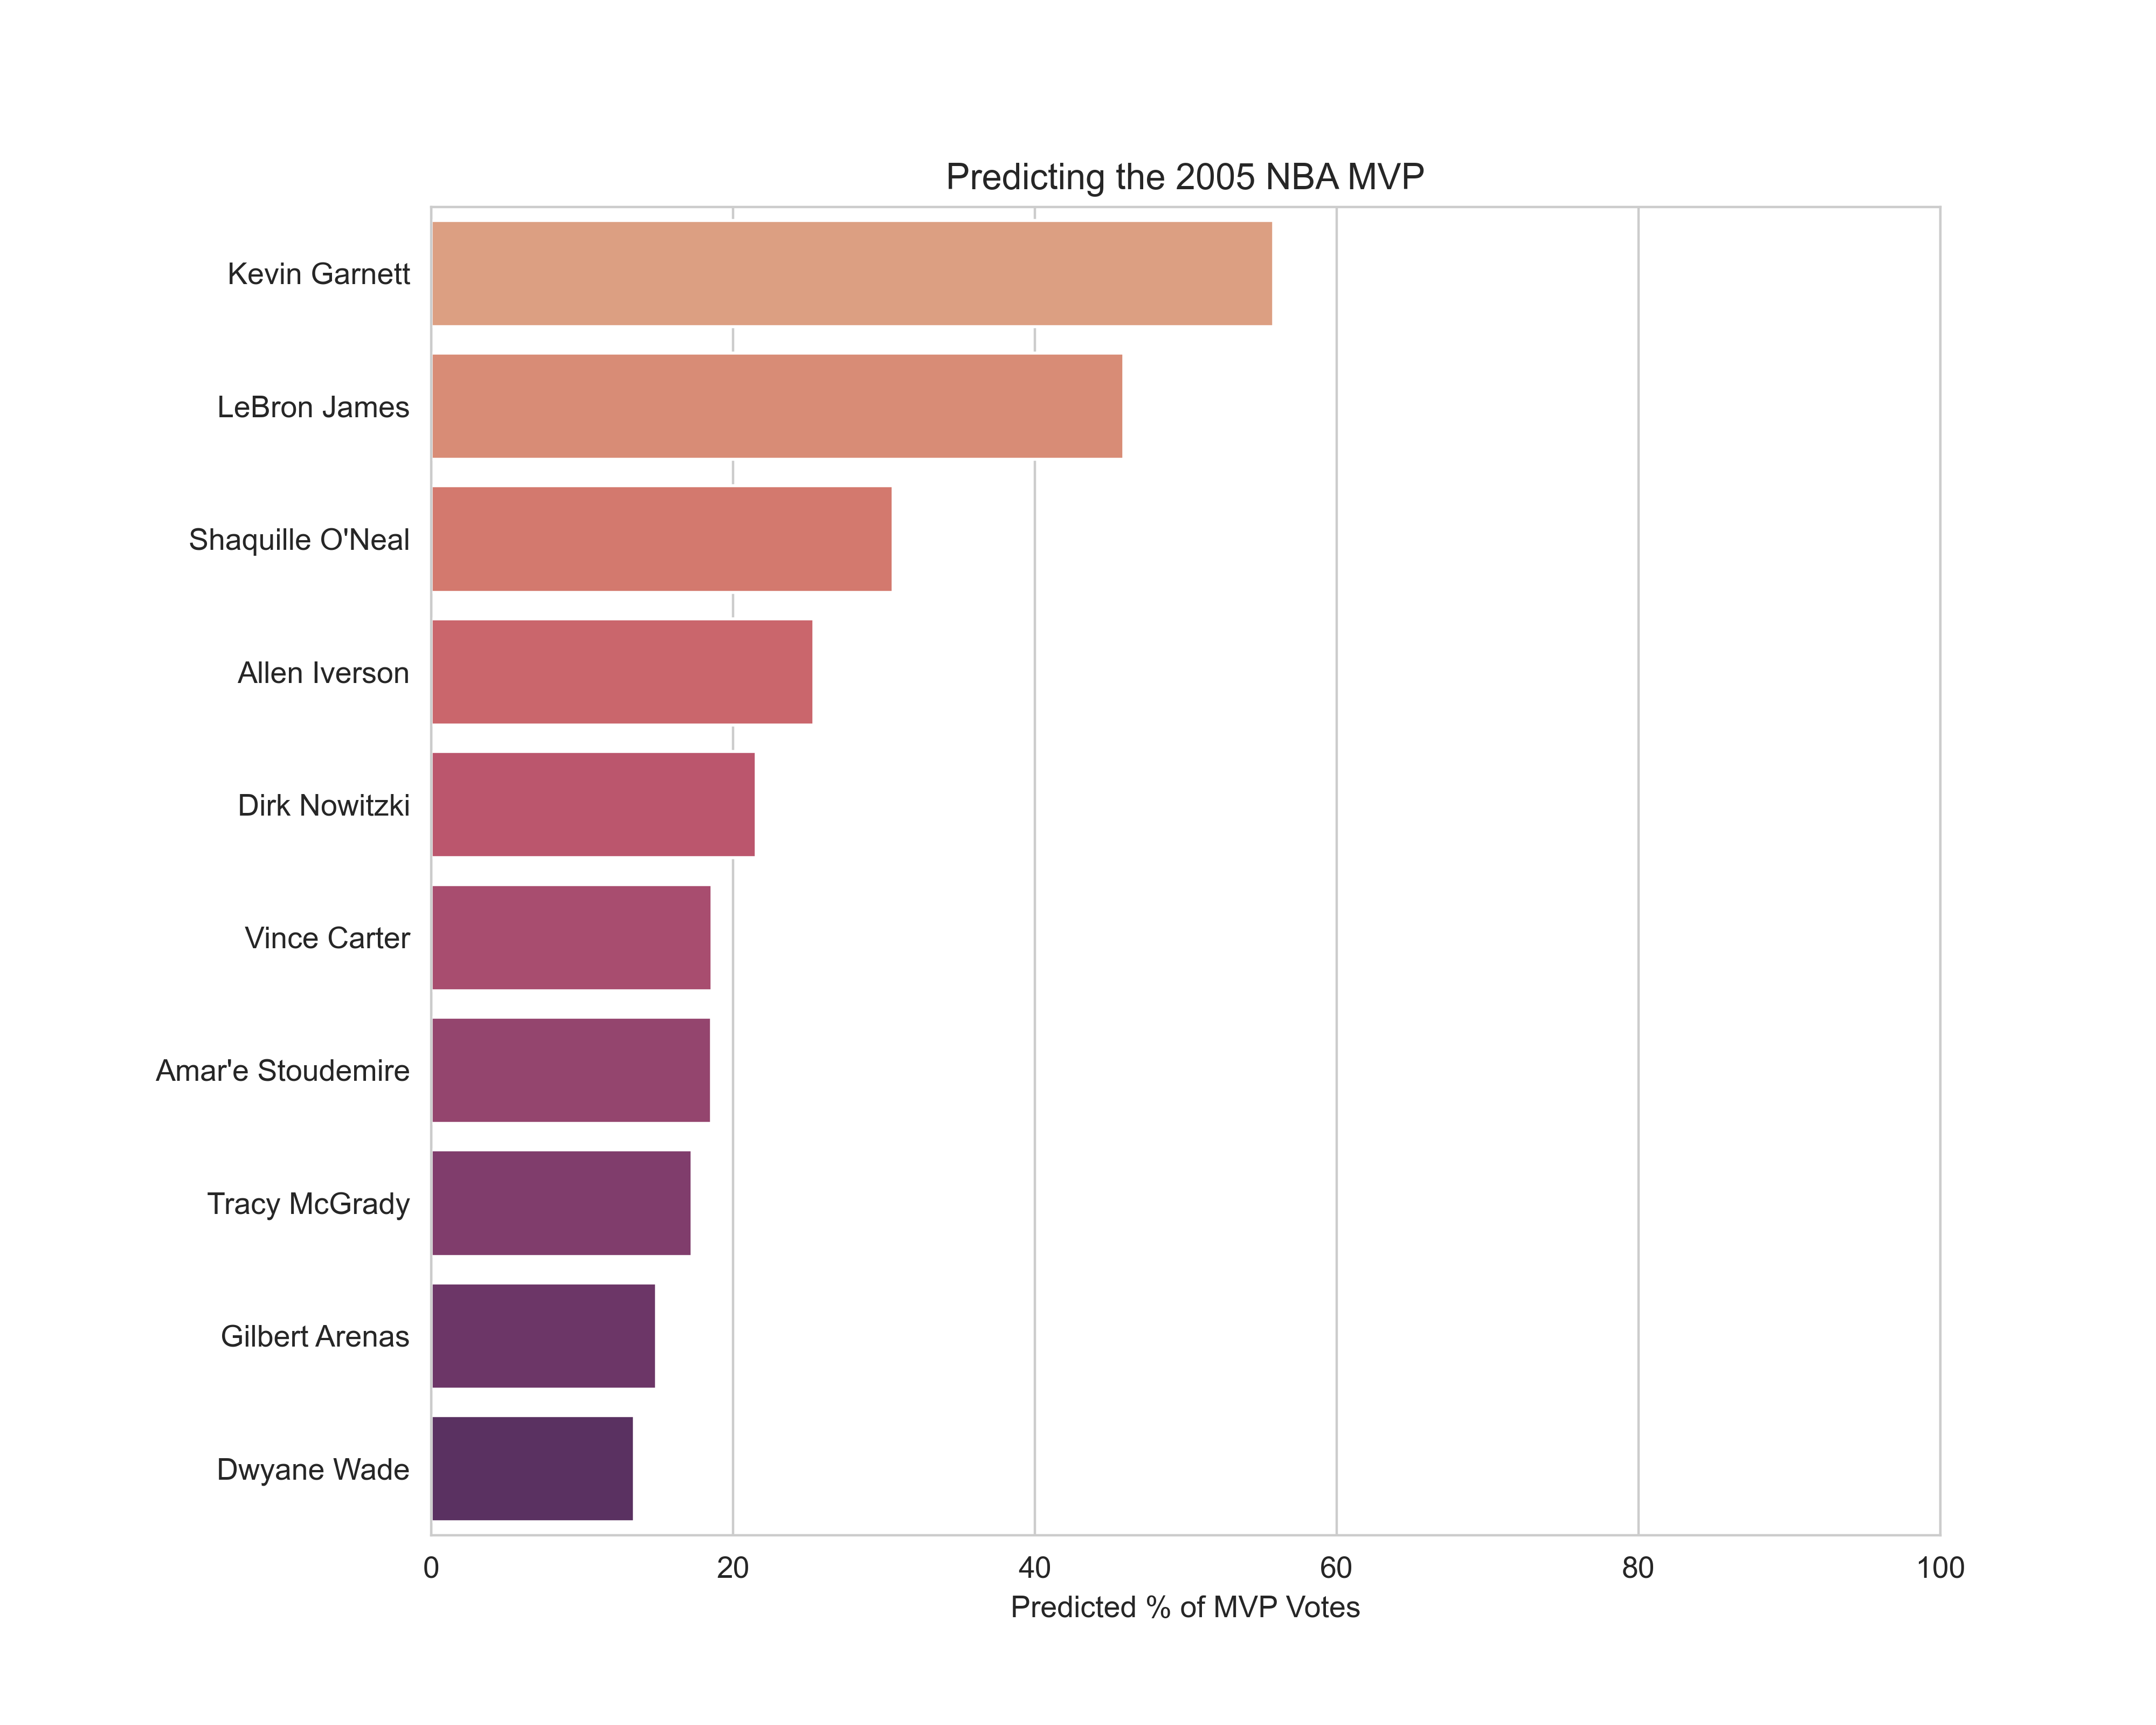 Predicting the 2005 NBA MVP
Kevin Garnett
LeBron James
Shaquille O'Neal
Allen Iverson
Dirk Nowitzki
Vince Carter
Amar'e Stoudemire
Tracy McGrady
Gilbert Arenas
Dwyane Wade
0 20 40 60 80 100
Predicted % of MVP Votes